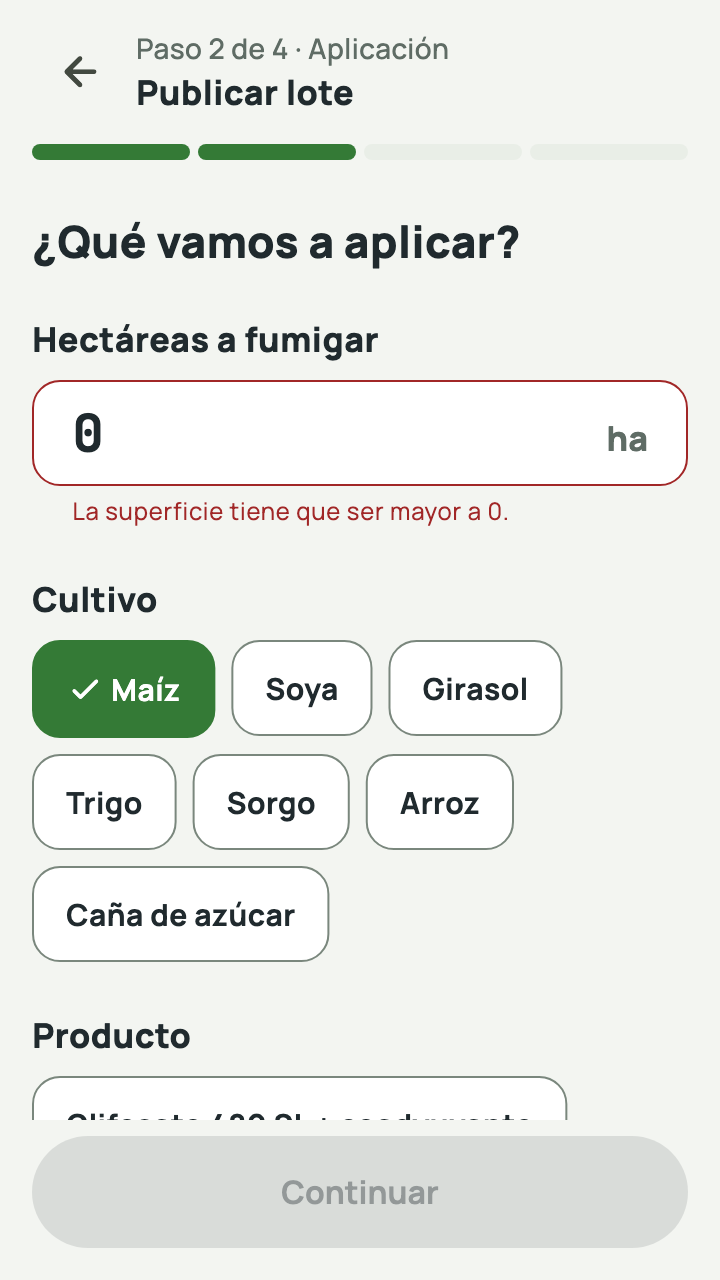 Paso 2 de 4 · Aplicación
Publicar lote
¿Qué vamos a aplicar?
Hectáreas a fumigar
0 ha
La superficie tiene que ser mayor a 0.
Cultivo
Maíz Soya Girasol
Trigo Sorgo Arroz
Caña de azúcar
Producto
Continuar